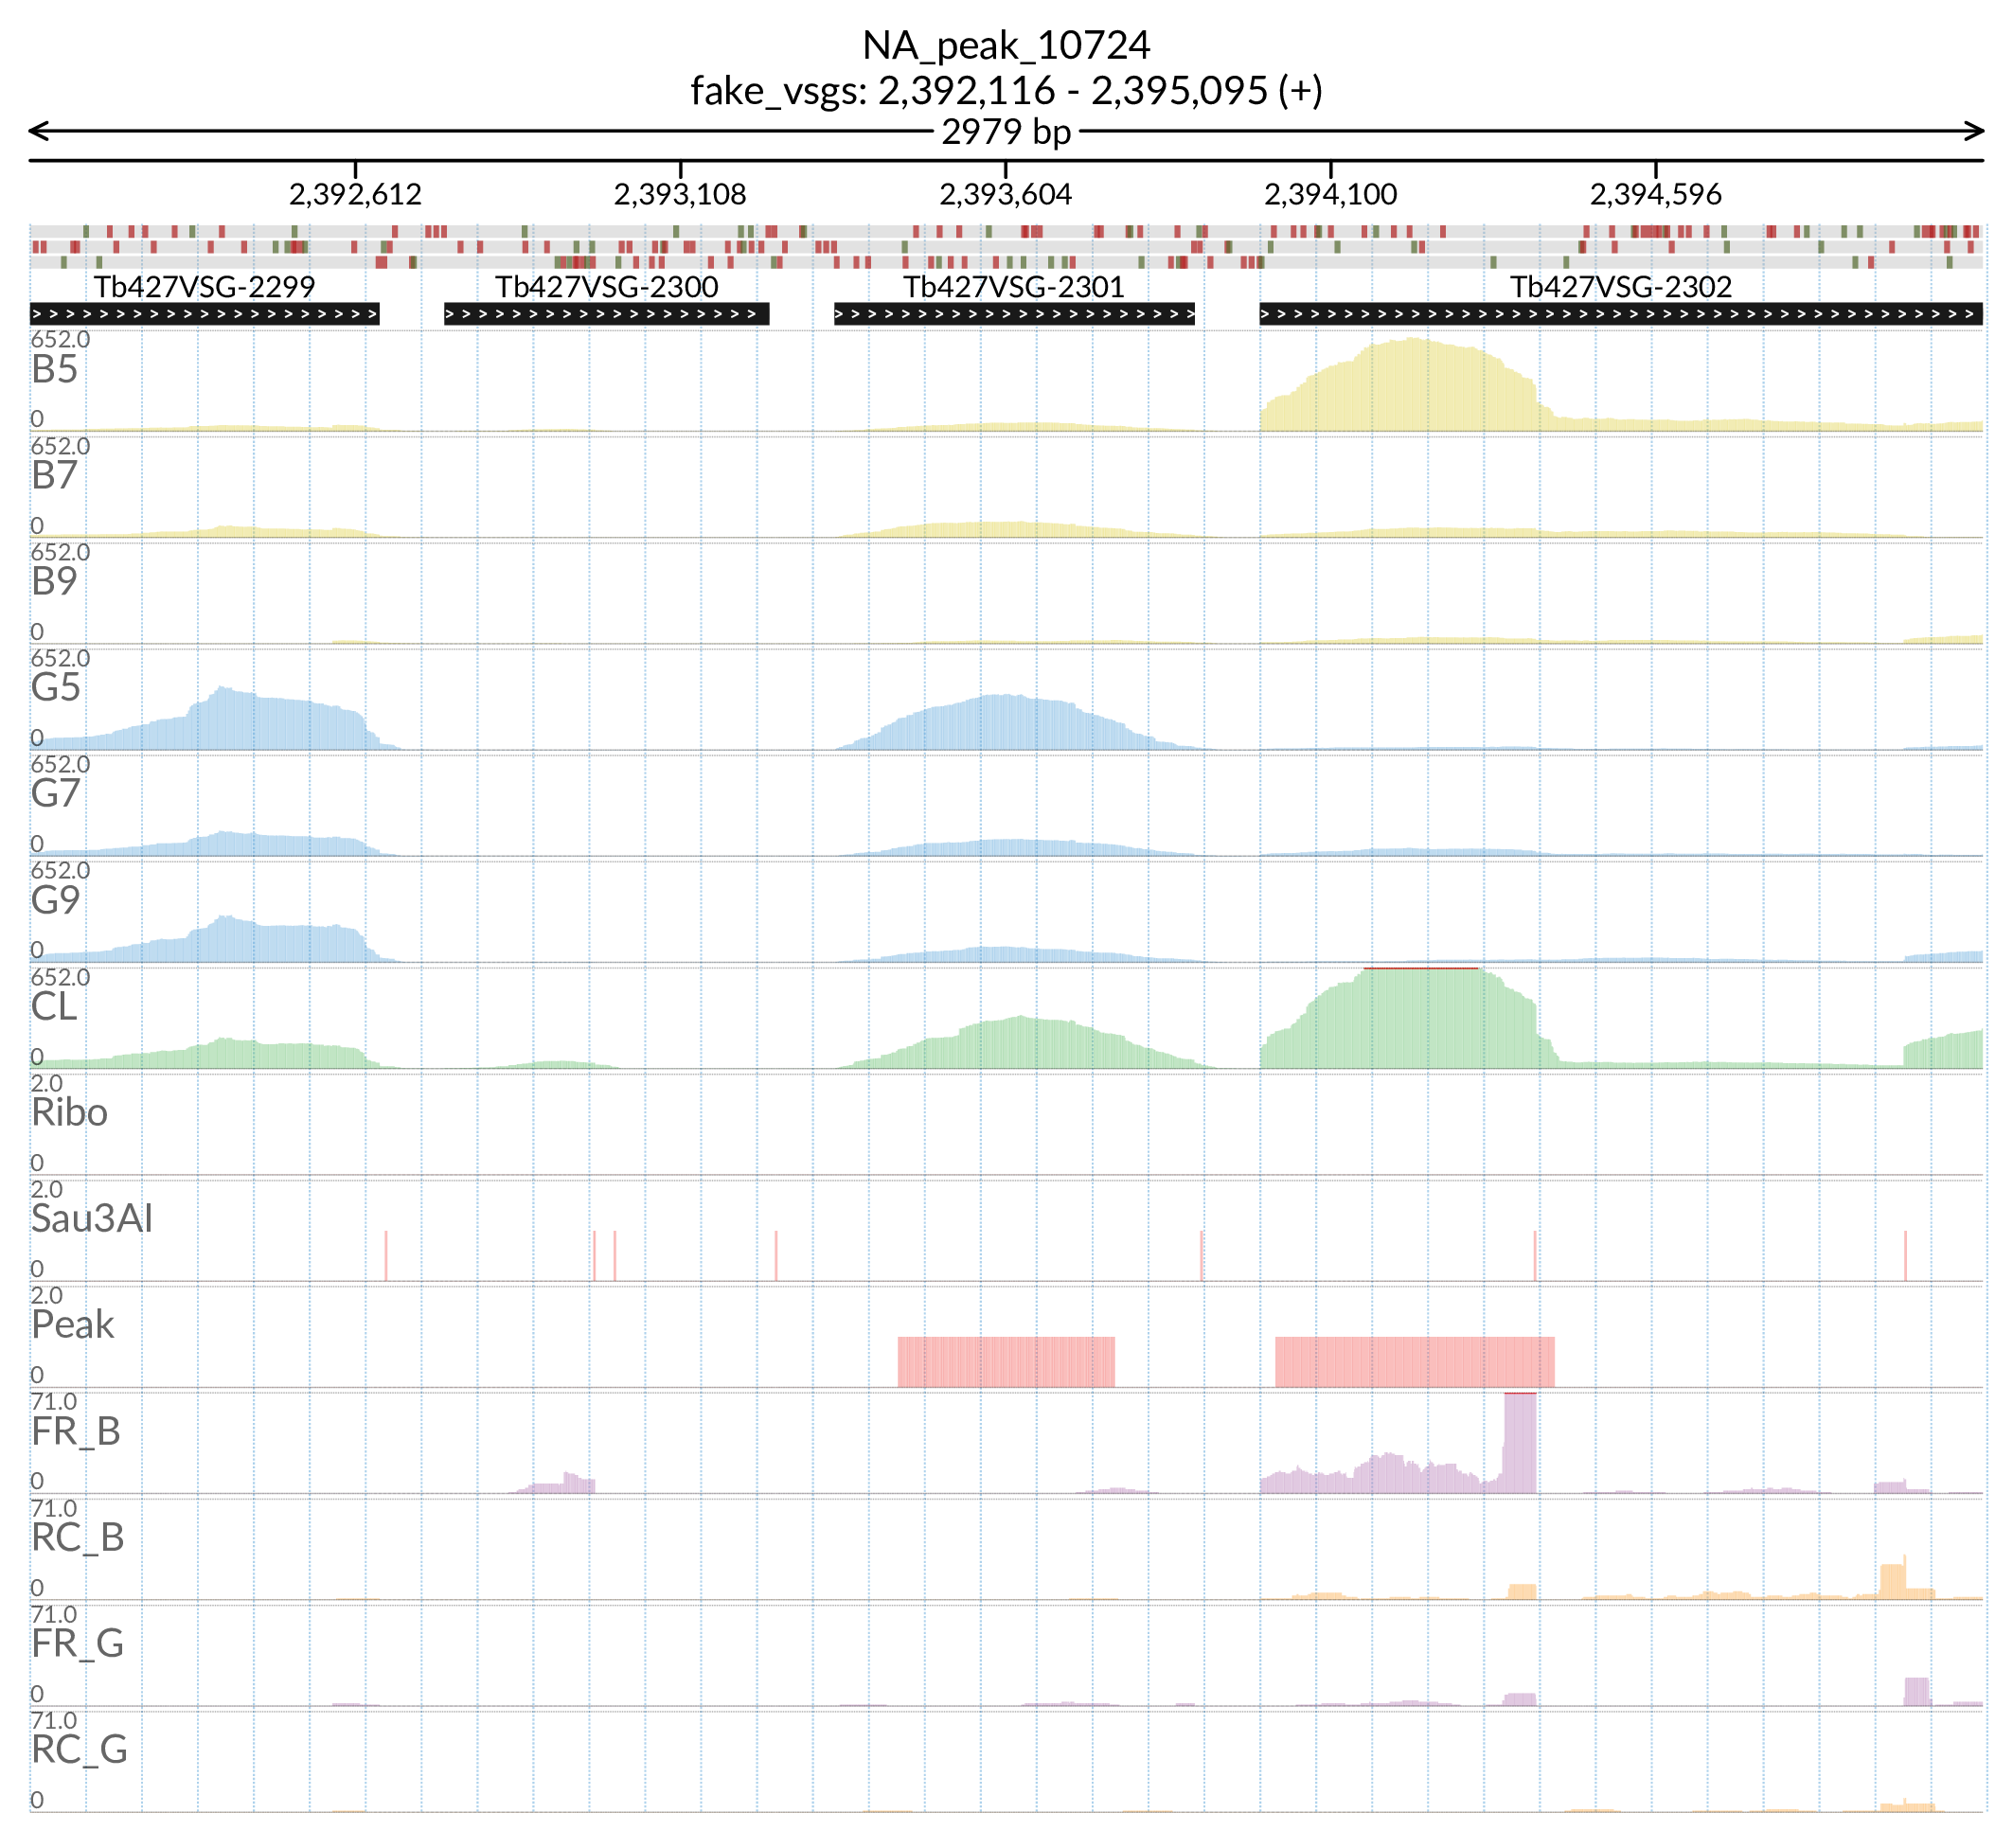 NA_peak_10724
fake_vsgs: 2,392,116 - 2,395,095 (+)
2979 bp
2,392,612 2,393,108 2,393,604 2,394,100 2,394,596
Tb427VSG-2299 Tb427VSG-2300 Tb427VSG-2301 Tb427VSG-2302
652.0
B5
0
652.0
B7
0
652.0
B9
0
652.0
G5
0
652.0
G7
0
652.0
G9
0
652.0
CL
0
2.0
Ribo
0
2.0
Sau3AI
0
2.0
Peak
0
71.0
FR_B
0
71.0
RC_B
0
71.0
FR_G
0
71.0
RC_G
0